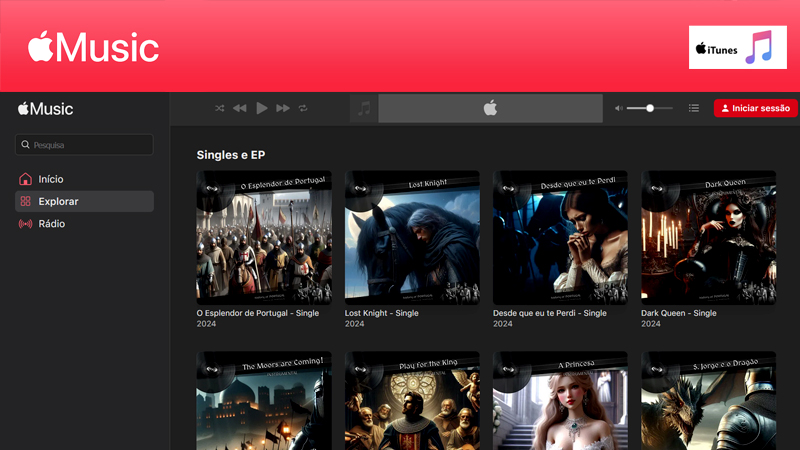 Music
iTunes
Music
Iniciar sessão
Pesquisa
Início
Explorar
Rádio
Singles e EP
O Esplendor de Portugal
Lost Knight
Desde que eu te Perdi
Dark Queen
O Esplendor de Portugal - Single
2024
Lost Knight - Single
2024
Desde que eu te Perdi - Single
2024
Dark Queen - Single
2024
The Moors are Coming!
Play for the King
A Princesa
S. Jorge e o Dragão